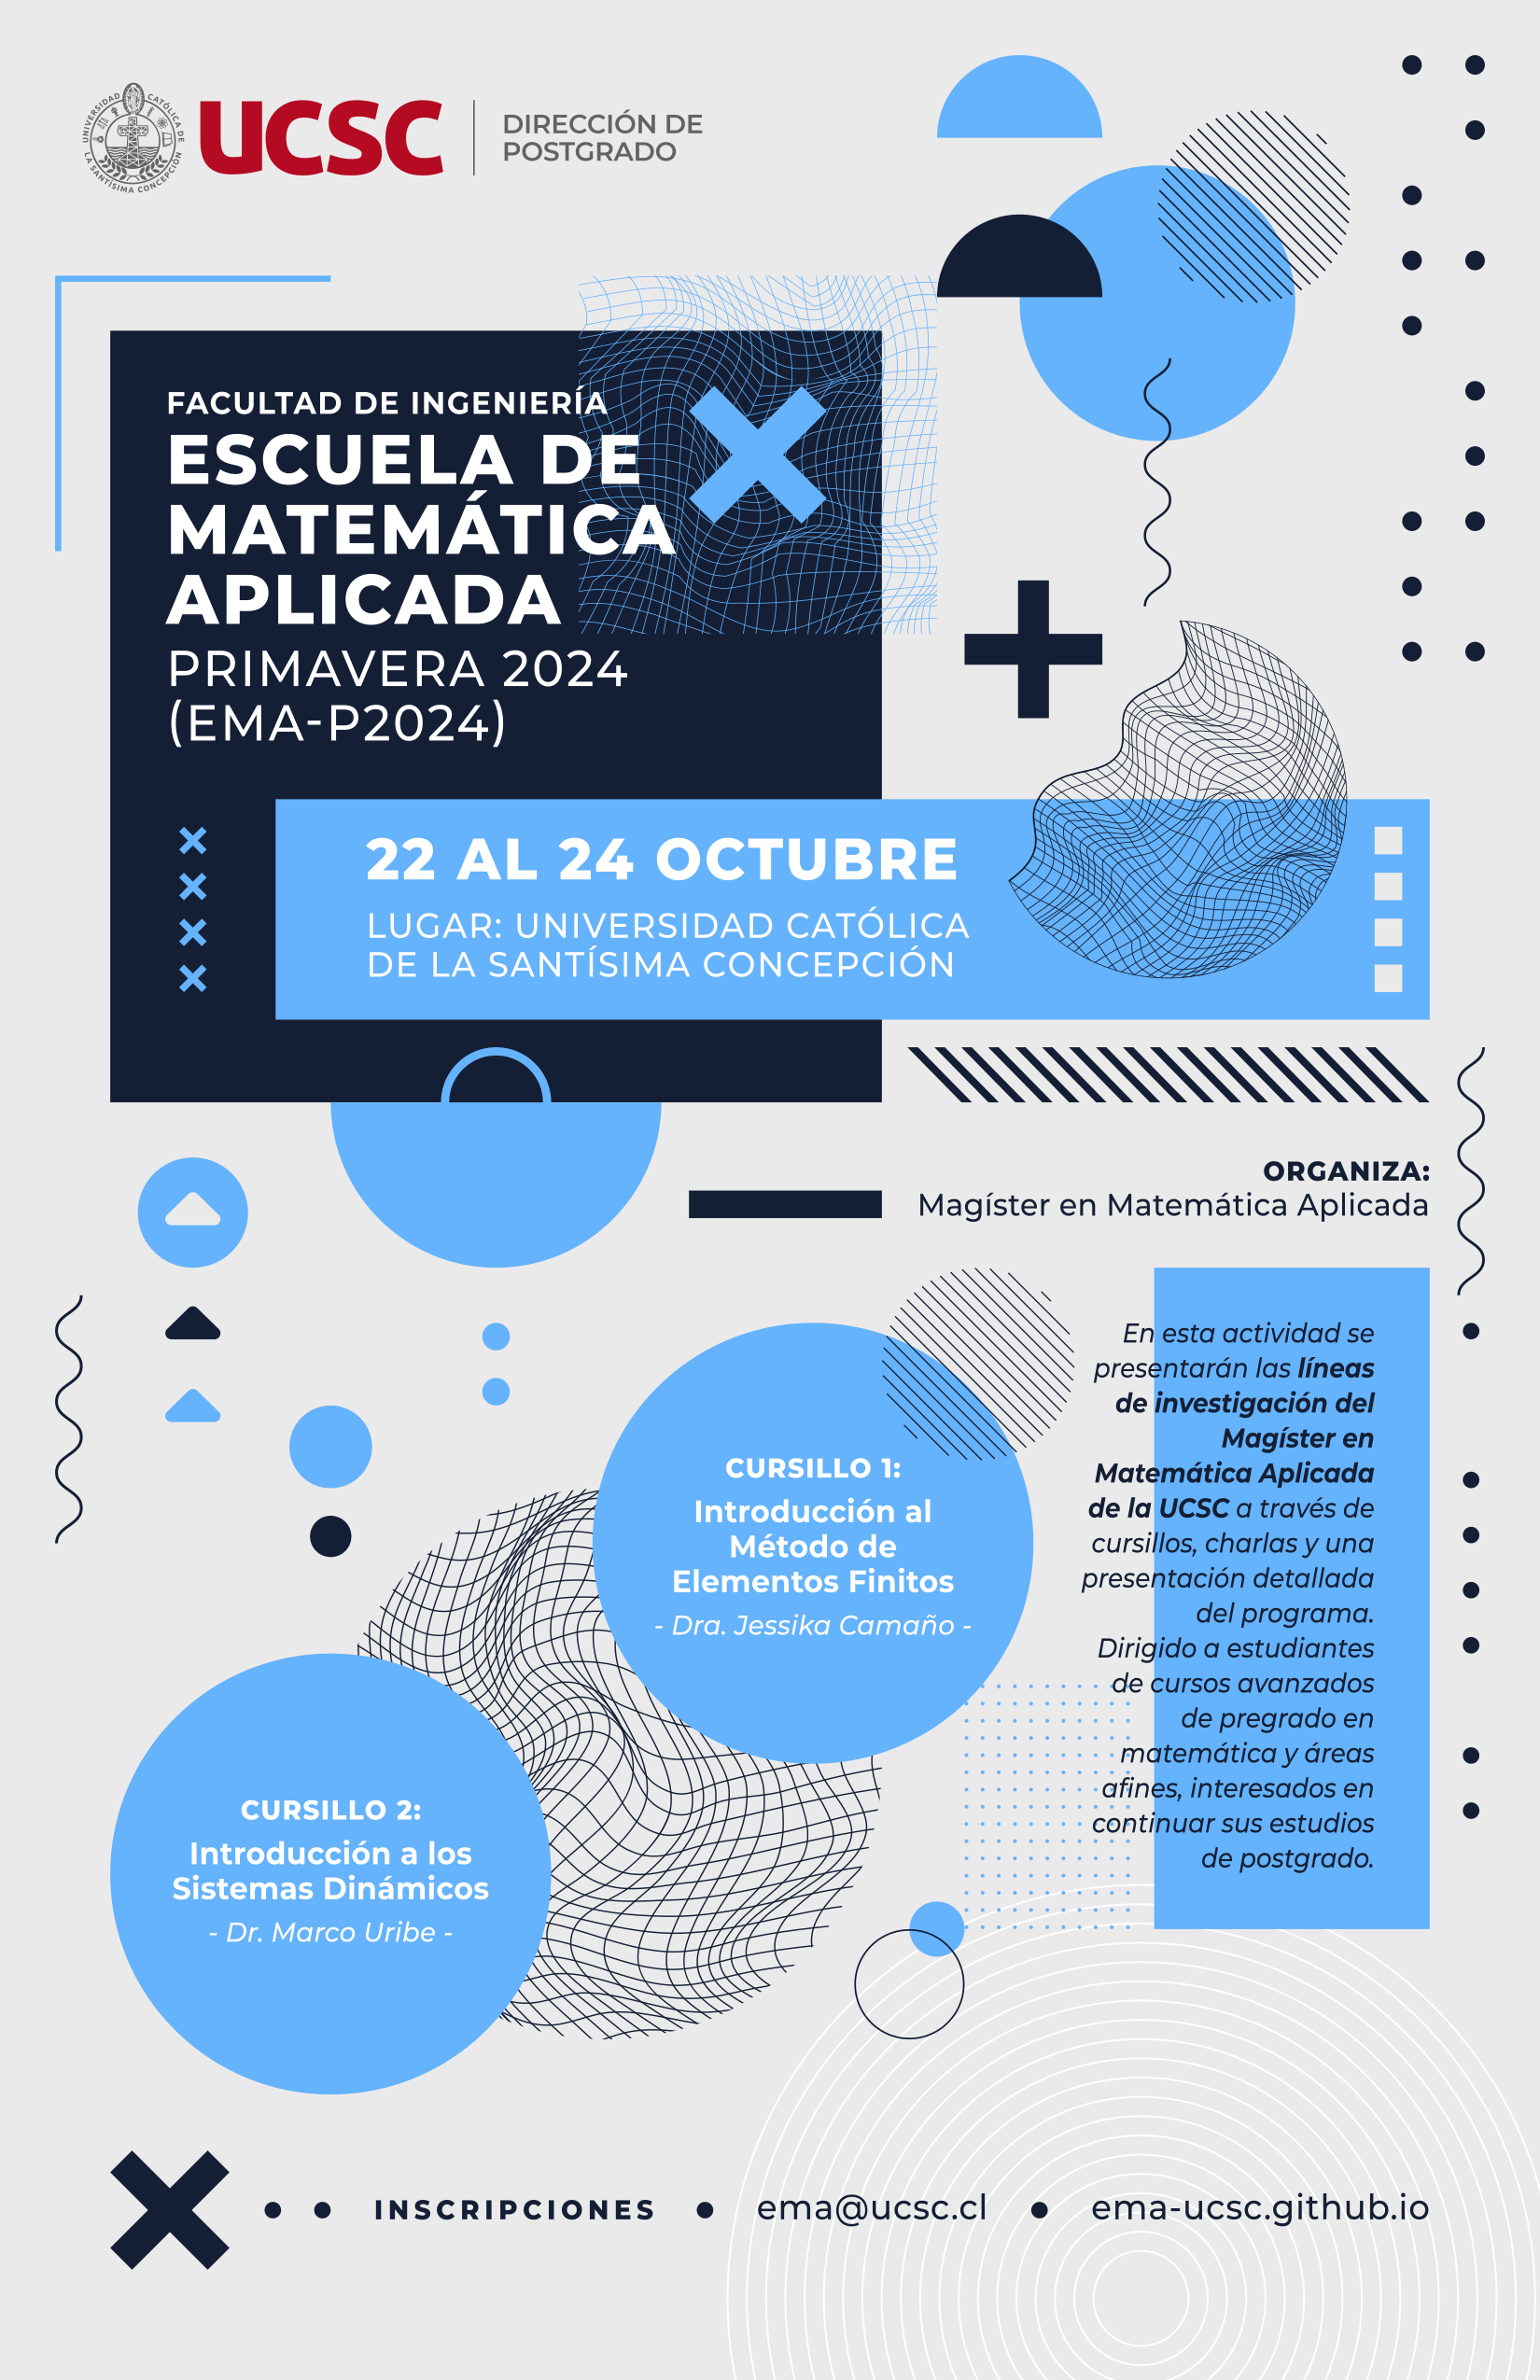 UNIVERSIDAD CATÓLICA DE LA SANTÍSIMA CONCEPCIÓN
UCSC
DIRECCIÓN DE
POSTGRADO
FACULTAD DE INGENIERÍA
ESCUELA DE
MATEMÁTICA
APLICADA
PRIMAVERA 2024
(EMA-P2024)
22 AL 24 OCTUBRE
LUGAR: UNIVERSIDAD CATÓLICA
DE LA SANTÍSIMA CONCEPCIÓN
ORGANIZA:
Magíster en Matemática Aplicada
En esta actividad se
presentarán las líneas
de investigación del
Magíster en
Matemática Aplicada
de la UCSC a través de
cursillos, charlas y una
presentación detallada
del programa.
Dirigido a estudiantes
de cursos avanzados
de pregrado en
matemática y áreas
afines, interesados en
continuar sus estudios
de postgrado.
CURSILLO 1:
Introducción al
Método de
Elementos Finitos
- Dra. Jessika Camaño -
CURSILLO 2:
Introducción a los
Sistemas Dinámicos
- Dr. Marco Uribe -
INSCRIPCIONES • ema@ucsc.cl • ema-ucsc.github.io